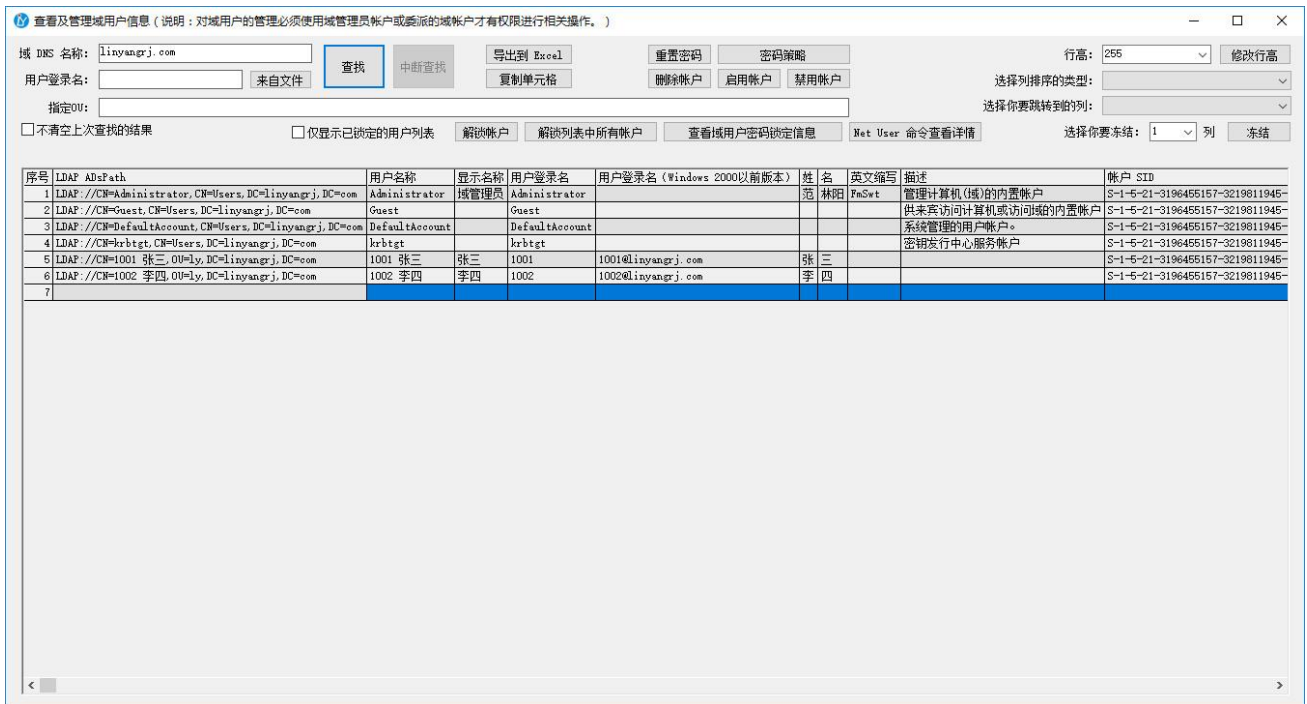 查看及管理域用户信息(说明:对域用户的管理必须使用域管理员帐户或委派的域帐户才有权限进行相关操作。)
域 DNS 名称: linyangrj.com 查找 中断查找 导出到 Excel 重置密码 密码策略 行高: 255 修改行高
用户登录名: 来自文件 复制单元格 删除帐户 启用帐户 禁用帐户 选择列排序的类型:
指定OU: 选择你要跳转到的列:
不清空上次查找的结果 仅显示已锁定的用户列表 解锁帐户 解锁列表中所有帐户 查看域用户密码锁定信息 Net User 命令查看详情 选择你要冻结: 1 列 冻结
序号 LDAP ADsPath 用户名称 显示名称 用户登录名 用户登录名(Windows 2000以前版本) 姓 名 英文缩写 描述 帐户 SID
1 LDAP://CN=Administrator,CN=Users,DC=linyangrj,DC=com Administrator 域管理员 Administrator 范 林阳 FmSwt 管理计算机(域)的内置帐户 S-1-5-21-3196455157-3219811945-
2 LDAP://CN=Guest,CN=Users,DC=linyangrj,DC=com Guest Guest 供来宾访问计算机或访问域的内置帐户 S-1-5-21-3196455157-3219811945-
3 LDAP://CN=DefaultAccount,CN=Users,DC=linyangrj,DC=com DefaultAccount DefaultAccount 系统管理的用户帐户。 S-1-5-21-3196455157-3219811945-
4 LDAP://CN=krbtgt,CN=Users,DC=linyangrj,DC=com krbtgt krbtgt 密钥发行中心服务帐户 S-1-5-21-3196455157-3219811945-
5 LDAP://CN=1001 张三,OU=ly,DC=linyangrj,DC=com 1001 张三 张三 1001 1001@linyangrj.com 张 三 S-1-5-21-3196455157-3219811945-
6 LDAP://CN=1002 李四,OU=ly,DC=linyangrj,DC=com 1002 李四 李四 1002 1002@linyangrj.com 李 四 S-1-5-21-3196455157-3219811945-
7